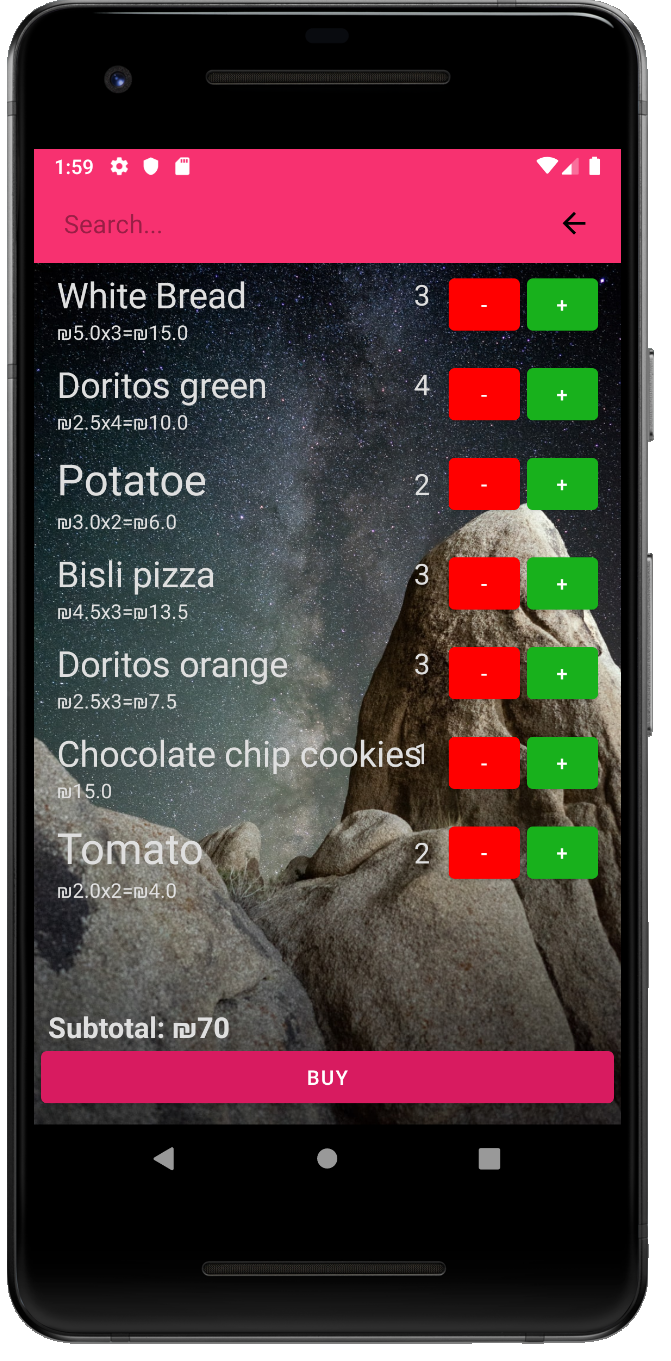 1:59
Search...
White Bread 3 - +
₪5.0x3=₪15.0
Doritos green 4 - +
₪2.5x4=₪10.0
Potatoe 2 - +
₪3.0x2=₪6.0
Bisli pizza 3 - +
₪4.5x3=₪13.5
Doritos orange 3 - +
₪2.5x3=₪7.5
Chocolate chip cookies 1 - +
₪15.0
Tomato 2 - +
₪2.0x2=₪4.0
Subtotal: ₪70
BUY